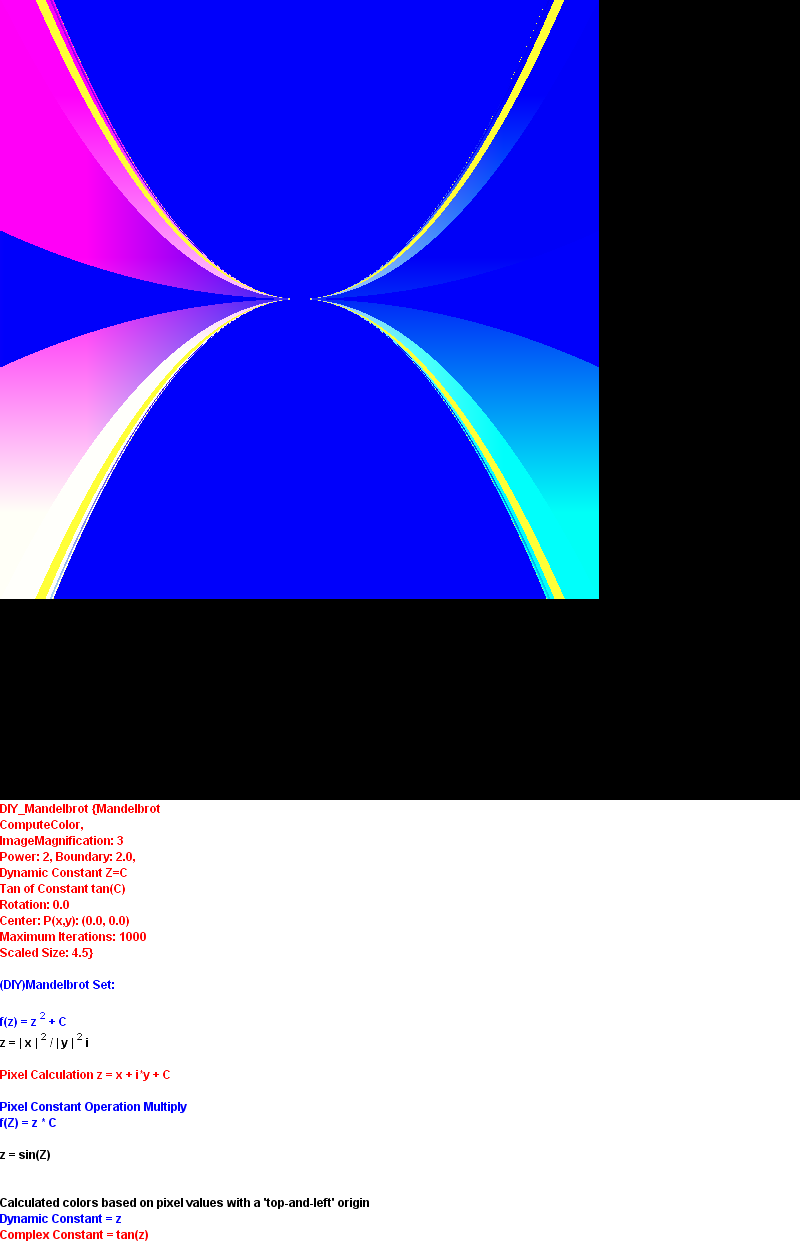 DIY_Mandelbrot {Mandelbrot
ComputeColor,
ImageMagnification: 3
Power: 2, Boundary: 2.0,
Dynamic Constant Z=C
Tan of Constant tan(C)
Rotation: 0.0
Center: P(x,y): (0.0, 0.0)
Maximum Iterations: 1000
Scaled Size: 4.5}
(DIY)Mandelbrot Set:
f(z) = z ² + C
z = | x | ² / | y | ² i
Pixel Calculation z = x + i*y + C
Pixel Constant Operation Multiply
f(Z) = z * C
z = sin(Z)
Calculated colors based on pixel values with a 'top-and-left' origin
Dynamic Constant = z
Complex Constant = tan(z)